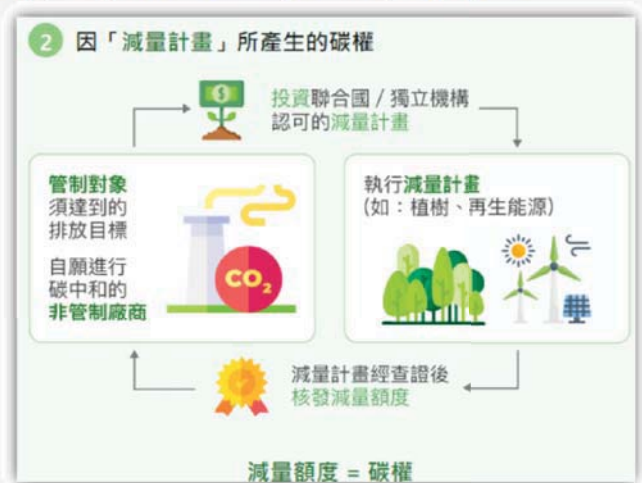 2 因「減量計畫」所產生的碳權
投資聯合國 / 獨立機構
認可的減量計畫
管制對象
須達到的
排放目標
自願進行
碳中和的
非管制廠商
CO₂
執行減量計畫
(如：植樹、再生能源)
減量計畫經查證後
核發減量額度
減量額度 = 碳權